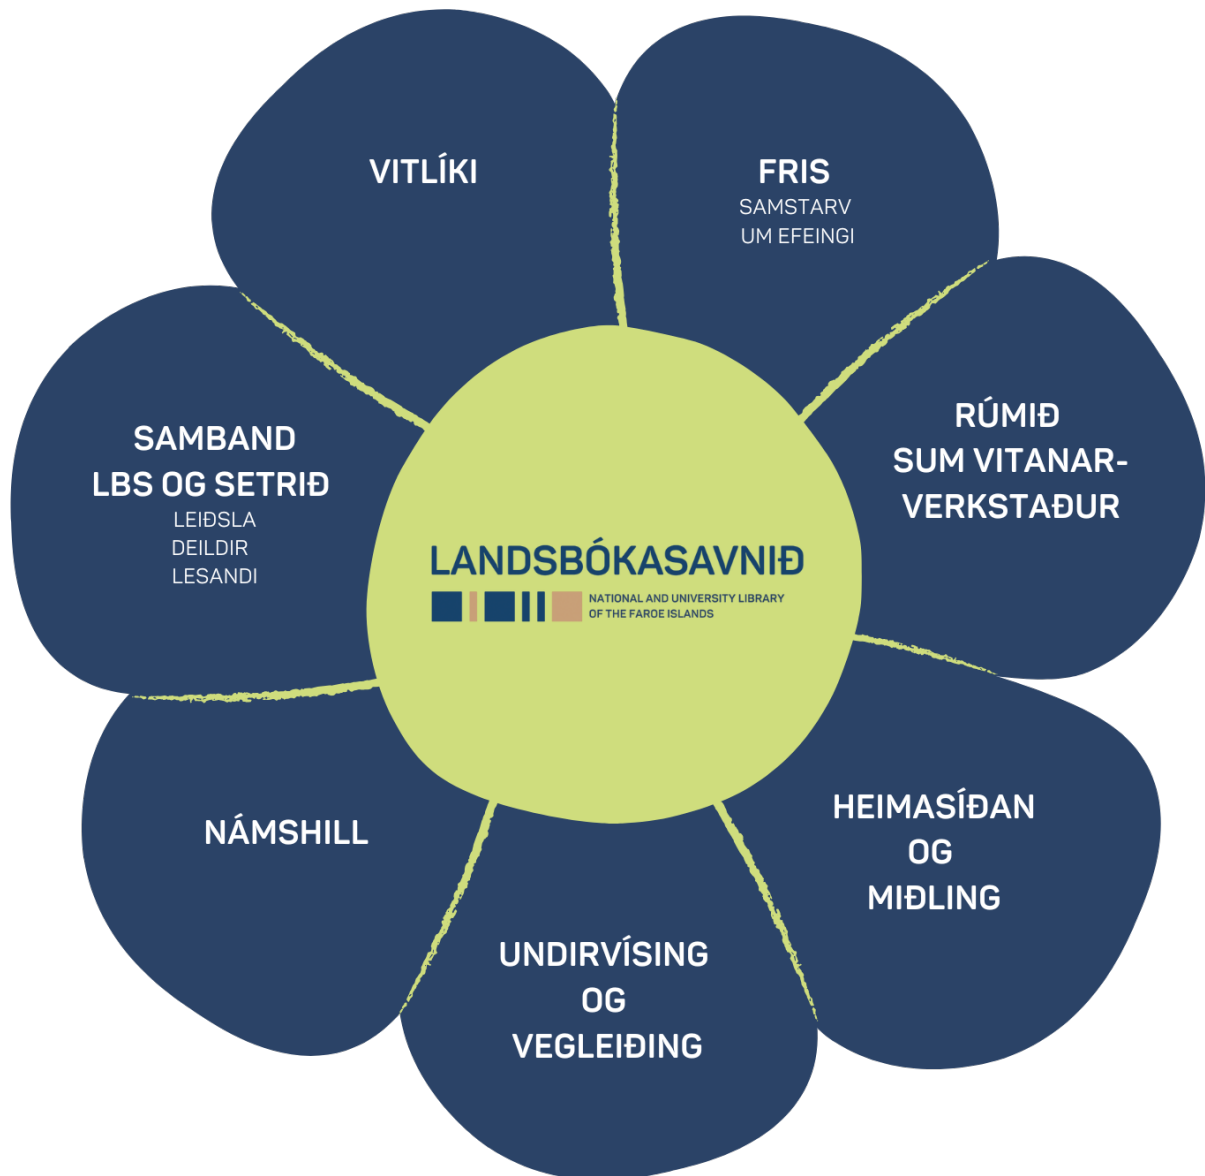 VITLÍKI
FRIS
SAMSTARV
UM EFEINGI
RÚMIÐ
SUM VITANAR-
VERKSTAÐUR
SAMBAND
LBS OG SETRIÐ
LEIÐSLA
DEILDIR
LESANDI
LANDSBÓKASAVNIÐ
NATIONAL AND UNIVERSITY LIBRARY
OF THE FAROE ISLANDS
HEIMASÍÐAN
OG
MIÐLING
NÁMSHILL
UNDIRVÍSING
OG
VEGLEIÐING